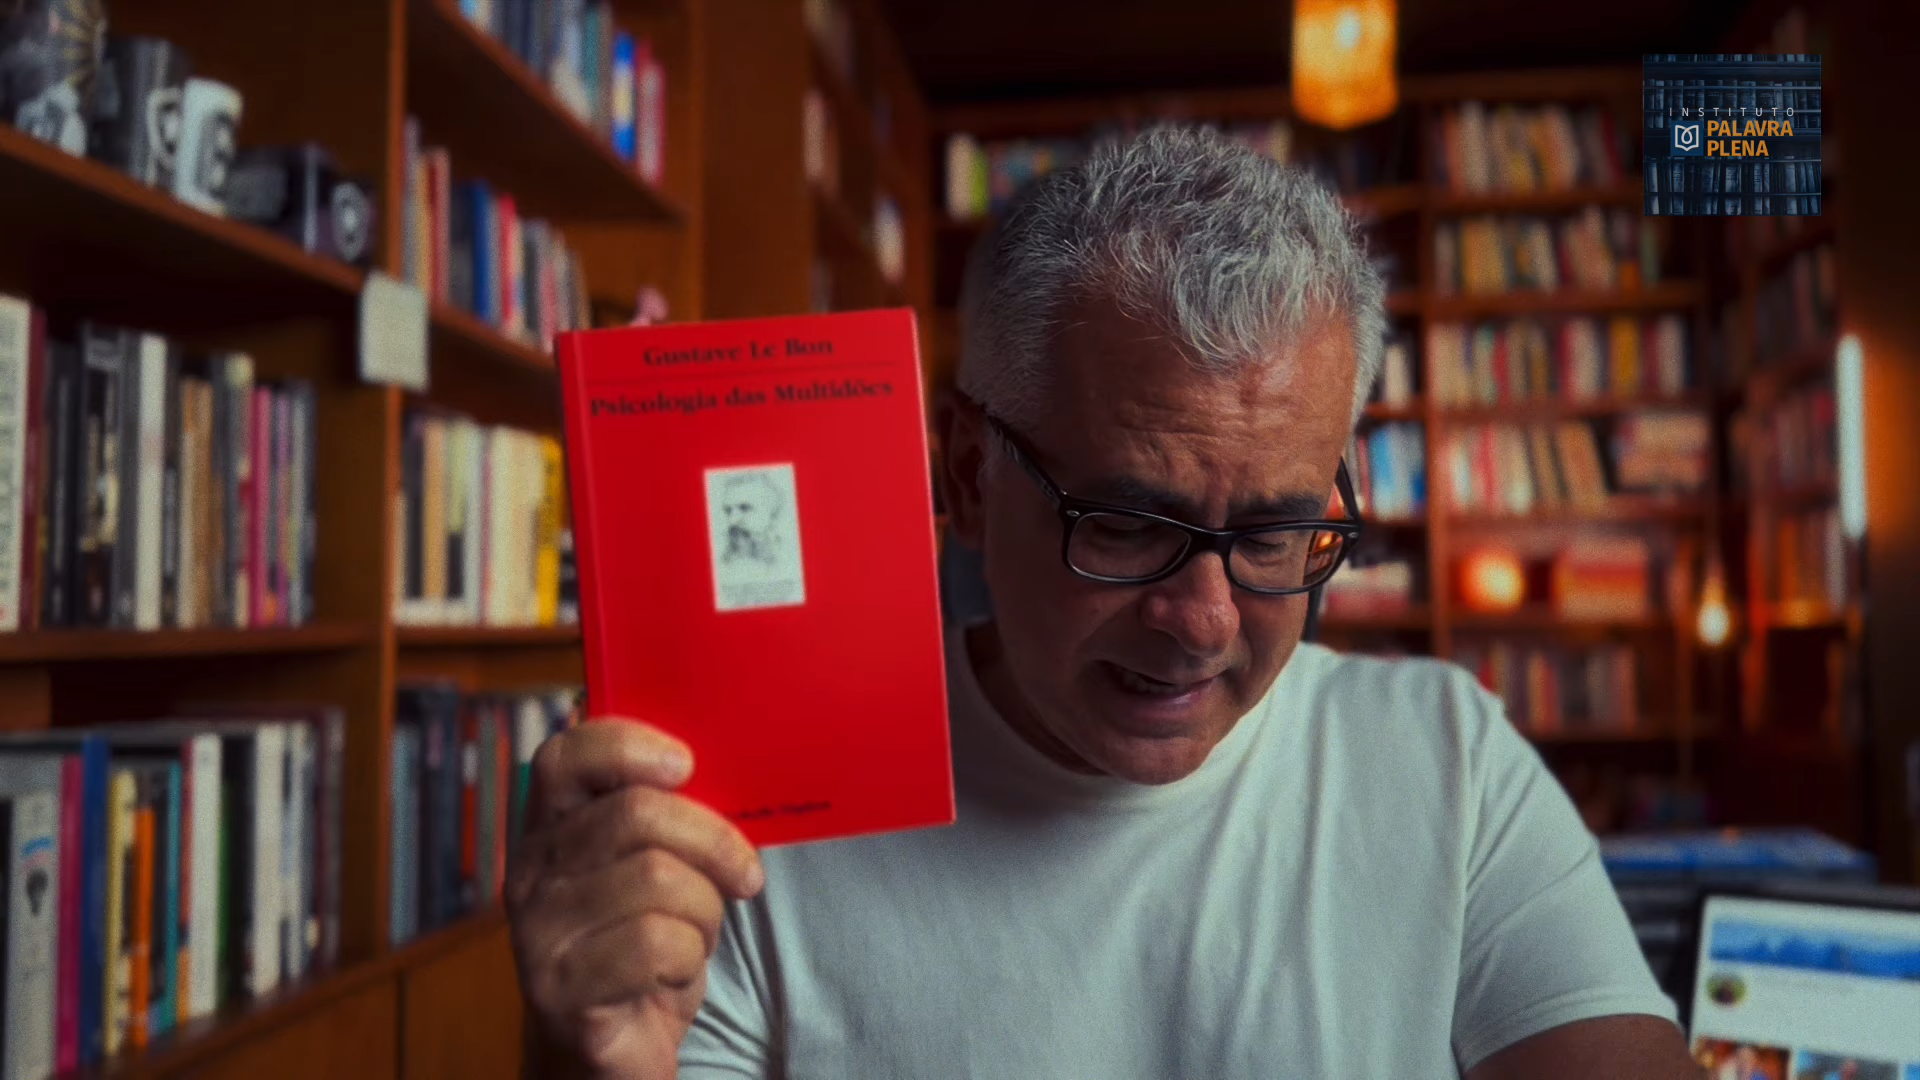 Gustave Le Bon
Psicologia das Multidões
INSTITUTO
PALAVRA
PLENA